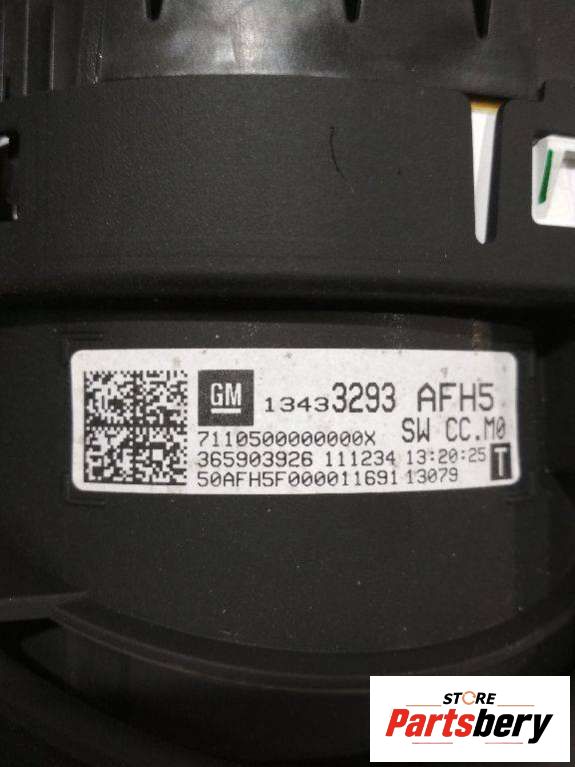 GM 13433293 AFH5
7110500000000X SW CC.M0
365903926 111234 13:20:25 T
50AFH5F000011691 13079
STORE
Partsbery